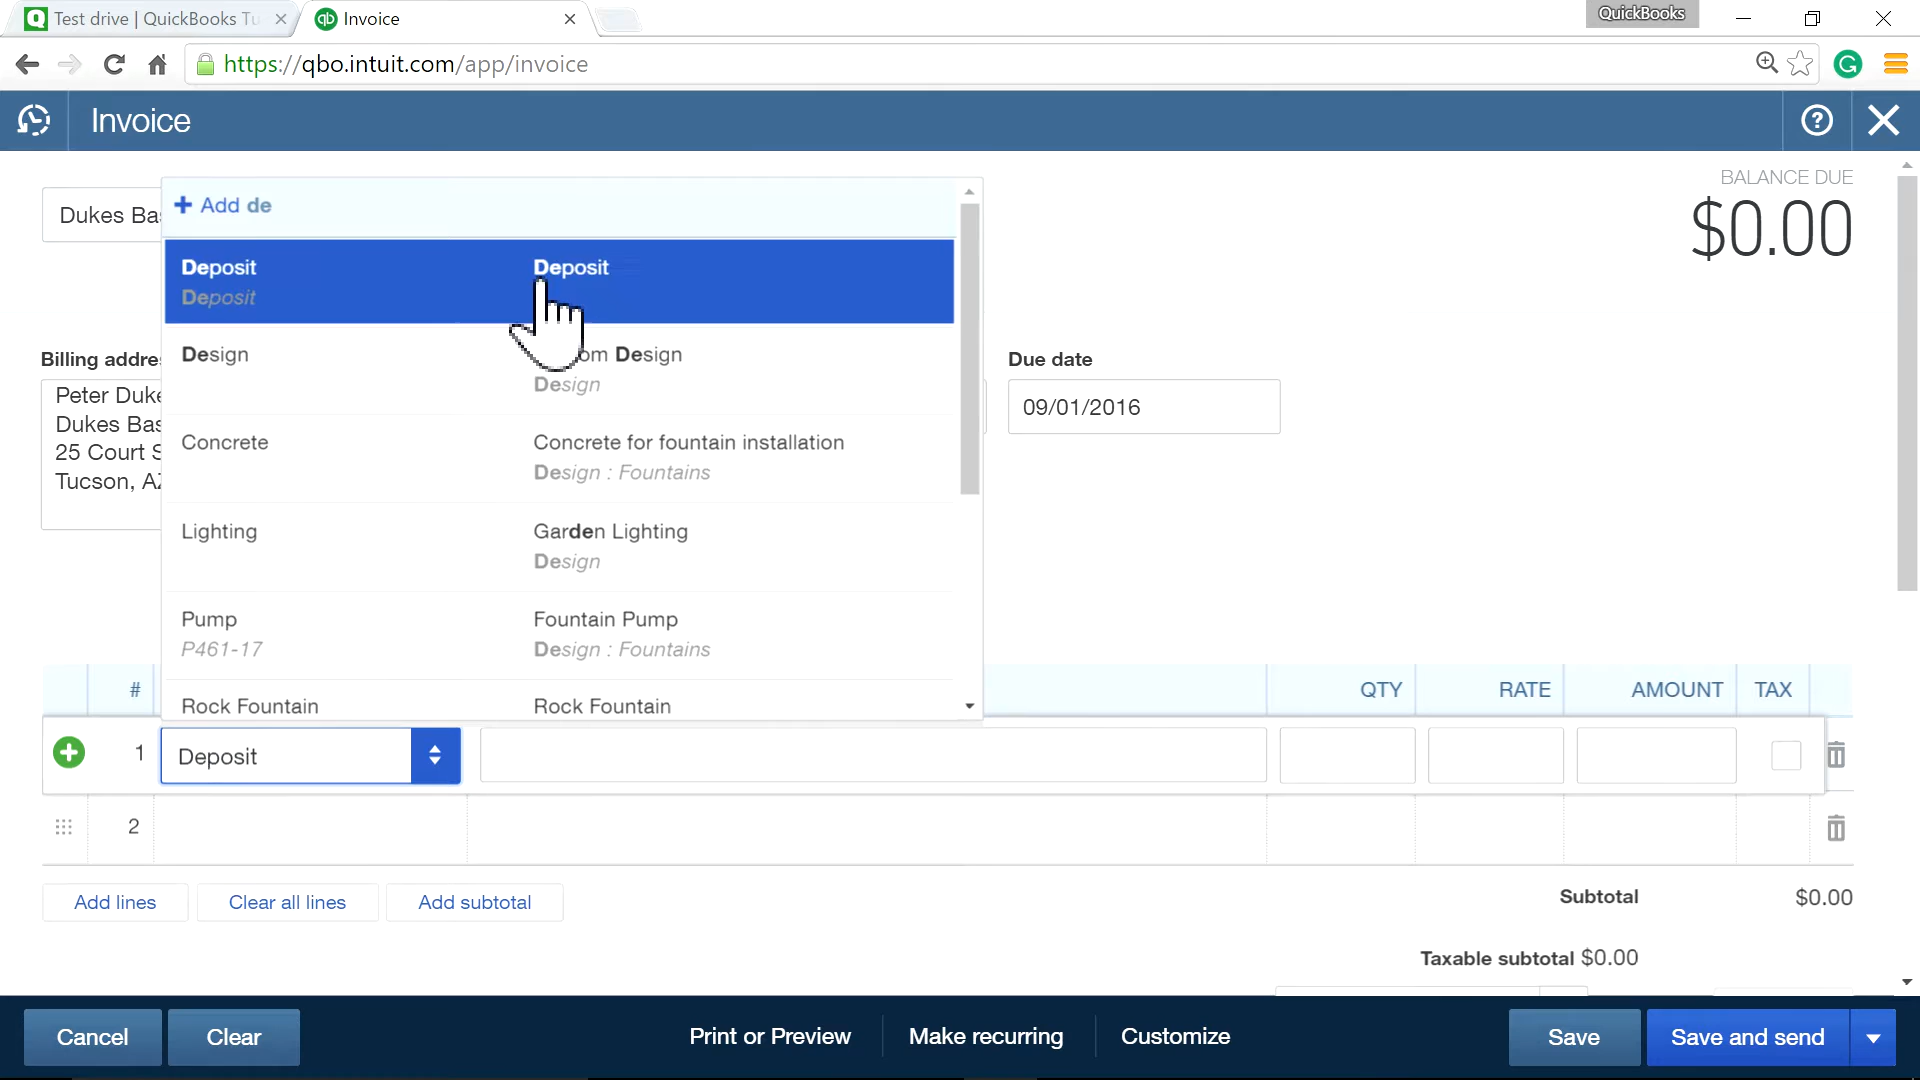 Test drive | QuickBooks Tu
Invoice
QuickBooks
https://qbo.intuit.com/app/invoice
Invoice
BALANCE DUE
$0.00
Dukes Bas
+ Add de
Deposit Deposit
Deposit
Design om Design
Design
Concrete Concrete for fountain installation
Design : Fountains
Lighting Garden Lighting
Design
Pump Fountain Pump
P461-17 Design : Fountains
Rock Fountain Rock Fountain
Billing addre
Peter Duke
Dukes Bas
25 Court S
Tucson, AZ
Due date
09/01/2016
# QTY RATE AMOUNT TAX
1 Deposit
2
Add lines Clear all lines Add subtotal
Subtotal $0.00
Taxable subtotal $0.00
Cancel Clear Print or Preview Make recurring Customize Save Save and send